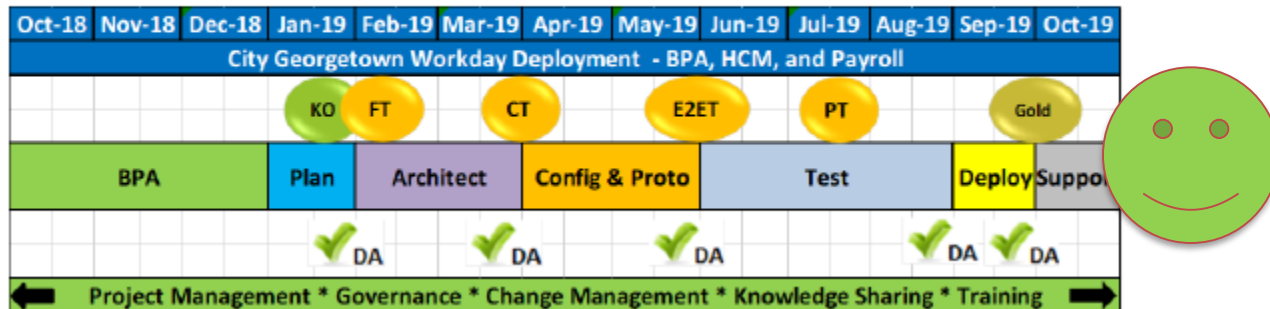 Oct-18 Nov-18 Dec-18 Jan-19 Feb-19 Mar-19 Apr-19 May-19 Jun-19 Jul-19 Aug-19 Sep-19 Oct-19
City Georgetown Workday Deployment - BPA, HCM, and Payroll
KO FT CT E2ET PT Gold
BPA Plan Architect Config & Proto Test Deploy Suppor
DA DA DA DA DA
Project Management * Governance * Change Management * Knowledge Sharing * Training